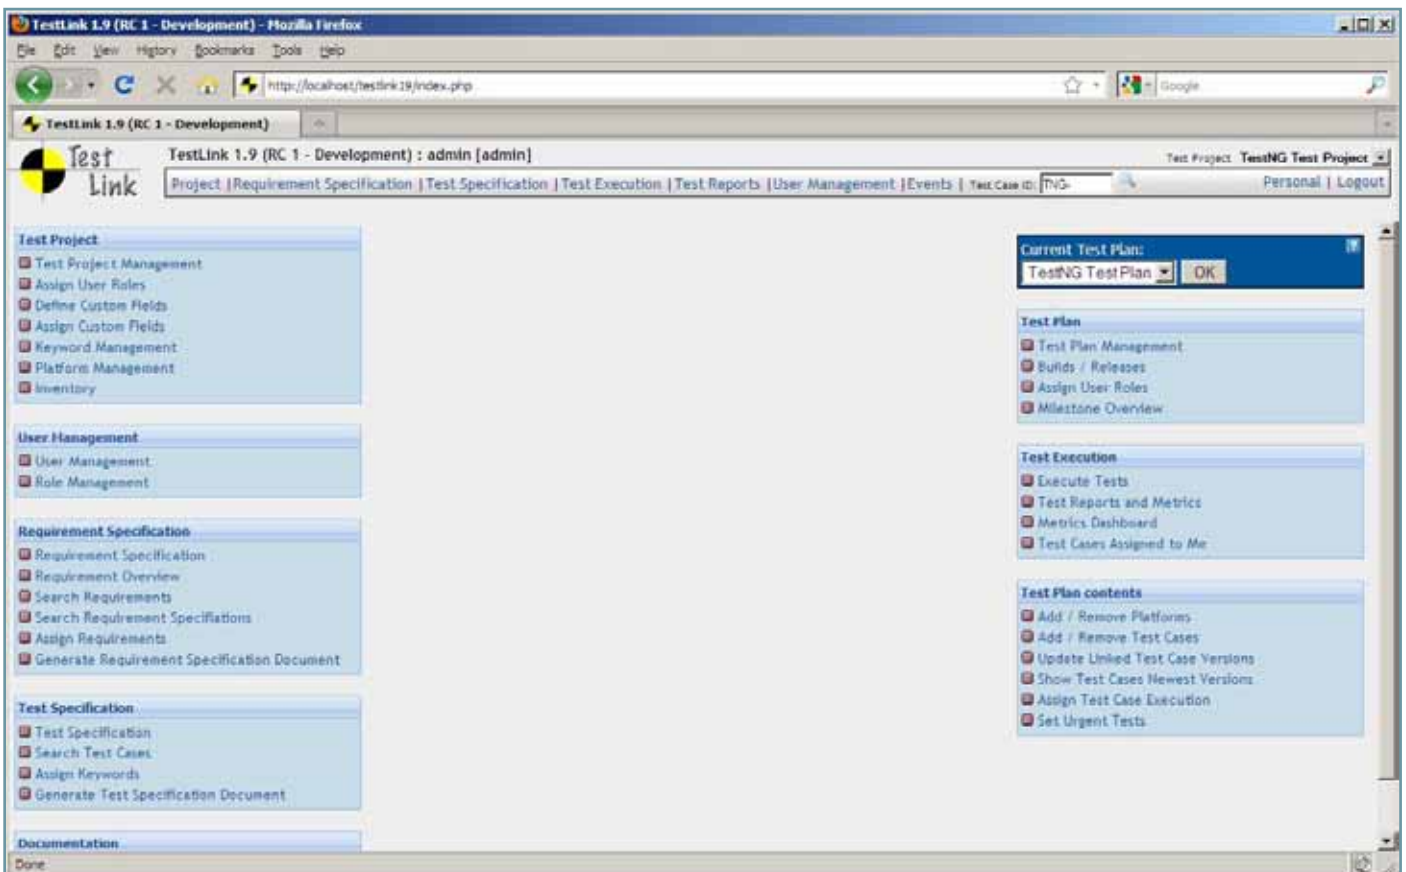 TestLink 1.9 (RC 1 - Development) - Mozilla Firefox
File Edit View History Bookmarks Tools Help
http://localhost/testlink19/index.php
Google
TestLink 1.9 (RC 1 - Development)
Test Link
TestLink 1.9 (RC 1 - Development) : admin [admin]
Test Project TestNG Test Project
Project | Requirement Specification | Test Specification | Test Execution | Test Reports | User Management | Events | Test Case ID: TNG-
Personal | Logout
Test Project
Test Project Management
Assign User Roles
Define Custom Fields
Assign Custom Fields
Keyword Management
Platform Management
Inventory
User Management
User Management
Role Management
Requirement Specification
Requirement Specification
Requirement Overview
Search Requirements
Search Requirement Specifiations
Assign Requirements
Generate Requirement Specification Document
Test Specification
Test Specification
Search Test Cases
Assign Keywords
Generate Test Specification Document
Documentation
Current Test Plan:
?
TestNG TestPlan OK
Test Plan
Test Plan Management
Builds / Releases
Assign User Roles
Milestone Overview
Test Execution
Execute Tests
Test Reports and Metrics
Metrics Dashboard
Test Cases Assigned to Me
Test Plan contents
Add / Remove Platforms
Add / Remove Test Cases
Update Linked Test Case Versions
Show Test Cases Newest Versions
Assign Test Case Execution
Set Urgent Tests
Done